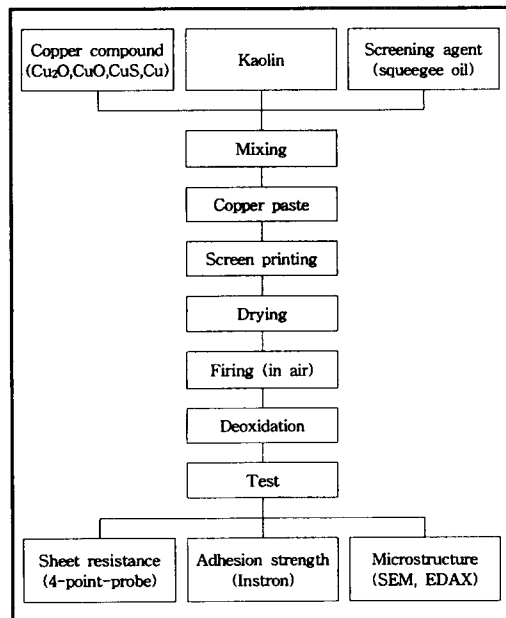 Copper compound
(Cu₂O,CuO,CuS,Cu)
Kaolin
Screening agent
(squeegee oil)
Mixing
Copper paste
Screen printing
Drying
Firing (in air)
Deoxidation
Test
Sheet resistance
(4-point-probe)
Adhesion strength
(Instron)
Microstructure
(SEM, EDAX)